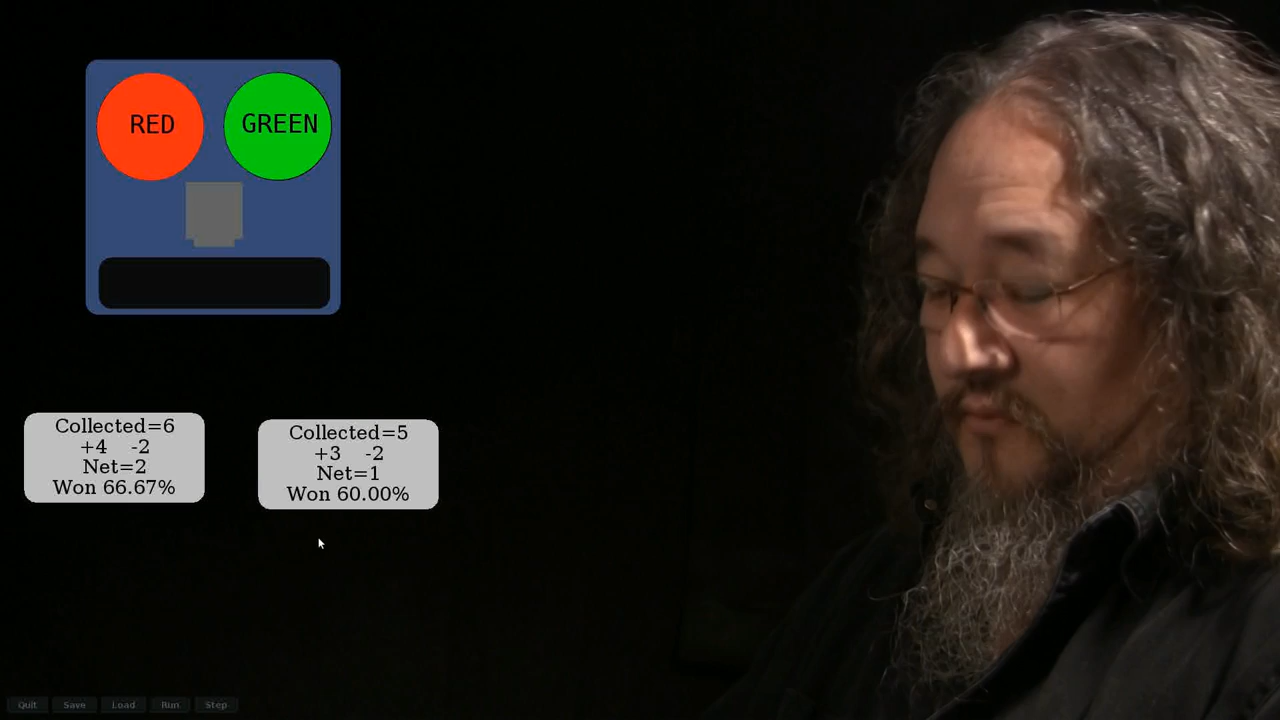 RED
GREEN
Collected=6
+4 -2
Net=2
Won 66.67%
Collected=5
+3 -2
Net=1
Won 60.00%
Quit
Save
Load
Run
Step